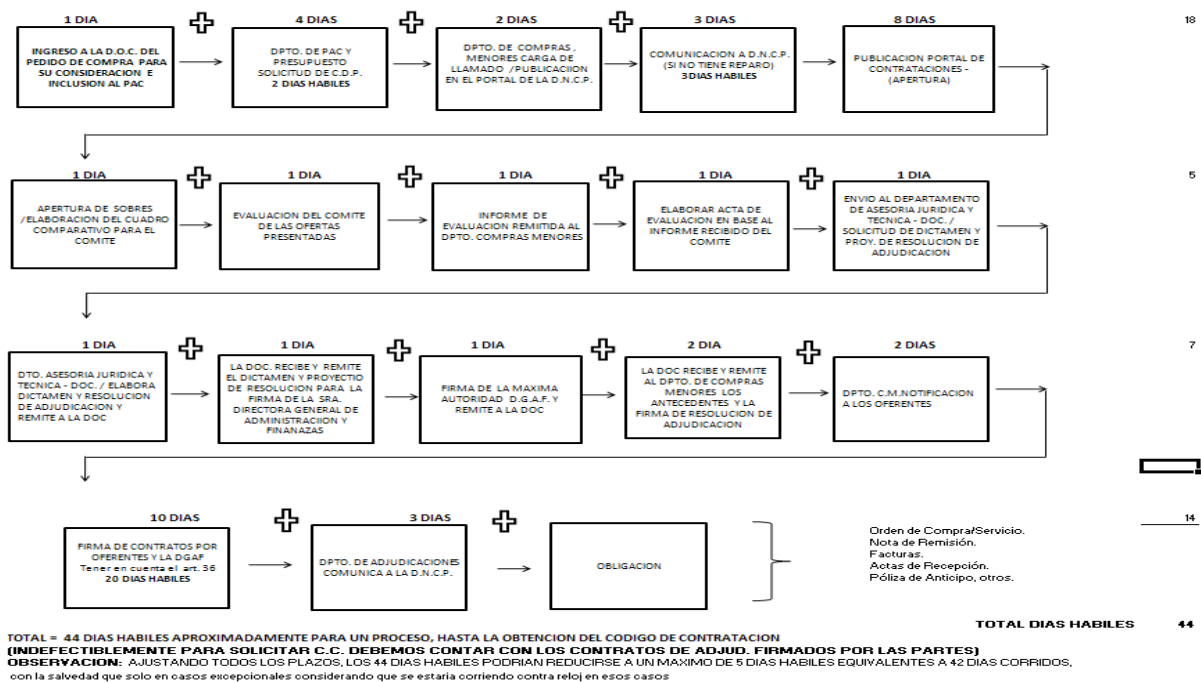 1 DIA
4 DIAS
2 DIAS
3 DIAS
8 DIAS
18
INGRESO A LA D.O.C. DEL
PEDIDO DE COMPRA PARA
SU CONSIDERACION E
INCLUSION AL PAC
DPTO. DE PAC Y
PRESUPUESTO
SOLICITUD DE C.D.P.
2 DIAS HABILES
DPTO. DE COMPRAS ,
MENORES CARGA DE
LLAMADO /PUBLICACIION
EN EL PORTAL DE LA D.N.C.P.
COMUNICACION A D.N.C.P.
(SI NO TIENE REPARO)
3DIAS HABILES
PUBLICACION PORTAL DE
CONTRATACIONES -
(APERTURA)
1 DIA
1 DIA
1 DIA
1 DIA
1 DIA
5
APERTURA DE SOBRES
/ELABORACION DEL CUADRO
COMPARATIVO PARA EL
COMITE
EVALUACION DEL COMITE
DE LAS OFERTAS
PRESENTADAS
INFORME DE
EVALUACION REMIITIDA AL
DPTO. COMPRAS MENORES
ELABORAR ACTA DE
EVALUACION EN BASE AL
INFORME RECIBIDO DEL
COMITE
ENVIO AL DEPARTAMENTO
DE ASESORIA JURIDICA Y
TECNICA - DOC. /
SOLICITUD DE DICTAMEN Y
PROY. DE RESOLUCION DE
ADJUDICACION
1 DIA
1 DIA
1 DIA
2 DIA
2 DIAS
7
DTO. ASESORIA JURIDICA Y
TECNICA - DOC. / ELABORA
DICTAMEN Y RESOLUCION
DE ADJUDICACION Y
REMITE A LA DOC
LA DOC. RECIBE Y REMITE
EL DICTAMEN Y PROYECTIO
DE RESOLUCION PARA LA
FIRMA DE LA SRA.
DIRECTORA GENERAL DE
ADMINISTRACIION Y
FINANAZAS
FIRMA DE LA MAXIMA
AUTORIDAD D.G.A.F. Y
REMITE A LA DOC
LA DOC RECIBE Y REMITE
AL DPTO. DE COMPRAS
MENORES LOS
ANTECEDENTES Y LA
FIRMA DE RESOLUCION DE
ADJUDICACION
DPTO. C.M.NOTIFICACION
A LOS OFERENTES
10 DIAS
3 DIAS
14
FIRMA DE CONTRATOS POR
OFERENTES Y LA DGAF
Tener en cuenta el art. 36
20 DIAS HABILES
DPTO. DE ADJUDICACIONES
COMUNICA A LA D.N.C.P.
OBLIGACION
Orden de Compra/Servicio.
Nota de Remisión.
Facturas.
Actas de Recepción.
Póliza de Anticipo, otros.
TOTAL DIAS HABILES 44
TOTAL = 44 DIAS HABILES APROXIMADAMENTE PARA UN PROCESO, HASTA LA OBTENCION DEL CODIGO DE CONTRATACION
(INDEFECTIBLEMENTE PARA SOLICITAR C.C. DEBEMOS CONTAR CON LOS CONTRATOS DE ADJUD. FIRMADOS POR LAS PARTES)
OBSERVACION: AJUSTANDO TODOS LOS PLAZOS, LOS 44 DIAS HABILES PODRIAN REDUCIRSE A UN MAXIMO DE 5 DIAS HABILES EQUIVALENTES A 42 DIAS CORRIDOS,
con la salvedad que solo en casos excepcionales considerando que se estaria corriendo contra reloj en esos casos